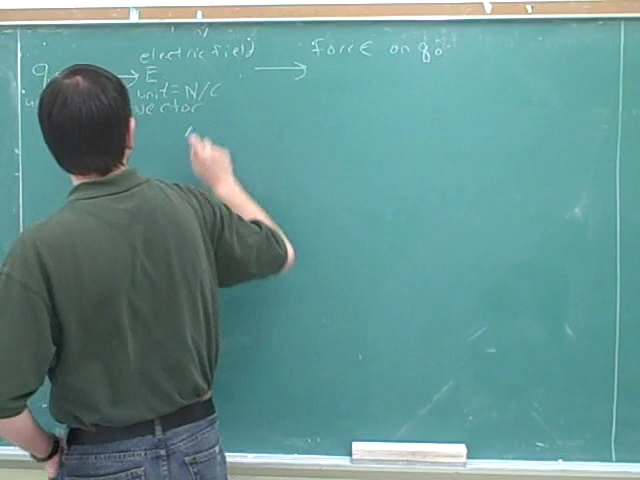 electric field
q → E → Force on q₀
unit = N/C
vector